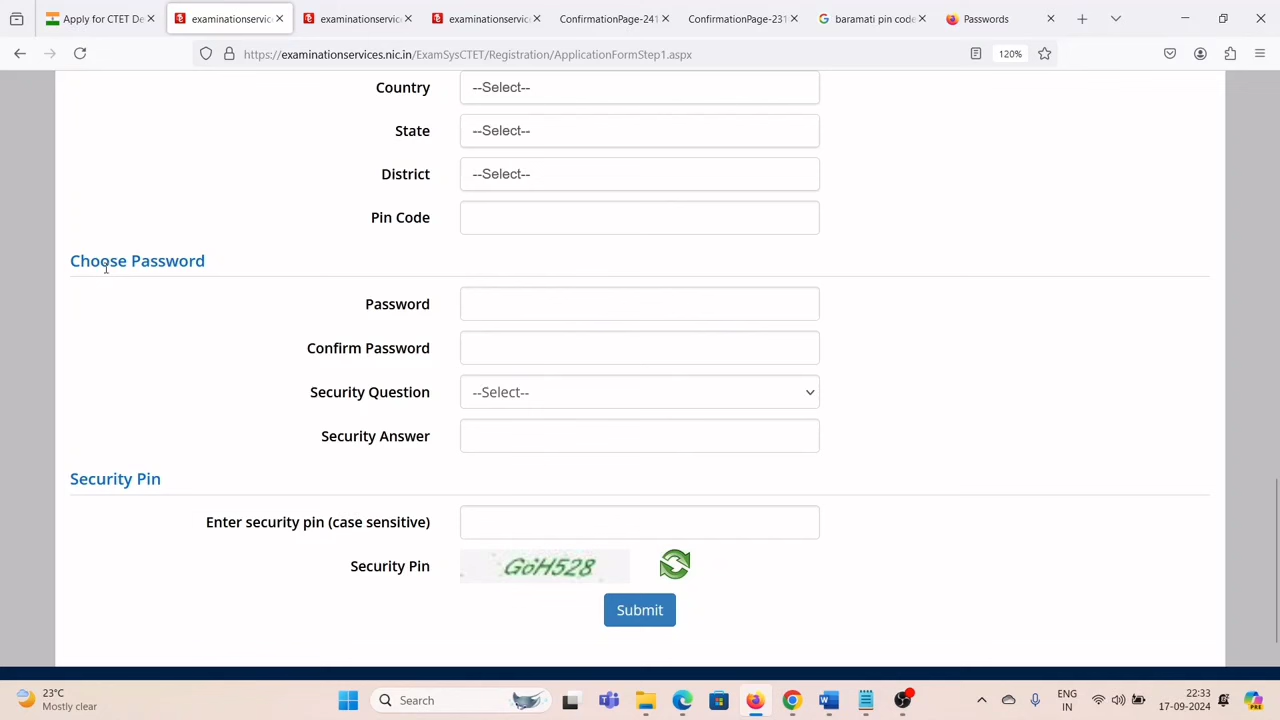 Apply for CTET De
examinationservic
examinationservic
examinationservic
ConfirmationPage-241
ConfirmationPage-231
baramati pin code
Passwords
https://examinationservices.nic.in/ExamSysCTET/Registration/ApplicationFormStep1.aspx
120%
Country
--Select--
State
--Select--
District
--Select--
Pin Code
Choose Password
Password
Confirm Password
Security Question
--Select--
Security Answer
Security Pin
Enter security pin (case sensitive)
Security Pin
GoH528
Submit
23°C
Mostly clear
Search
ENG
IN
22:33
17-09-2024